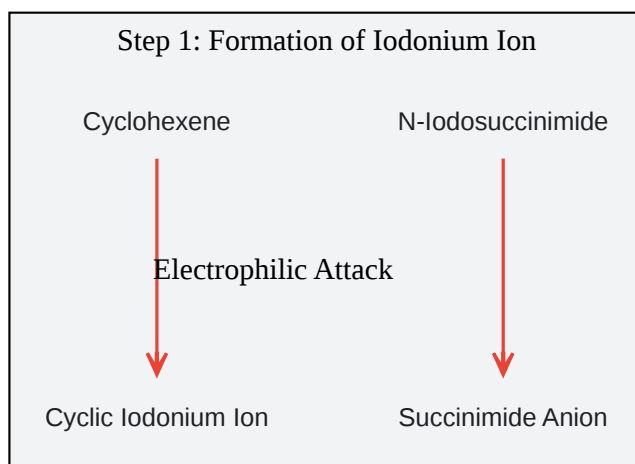 Step 1: Formation of Iodonium Ion
Cyclohexene
N-Iodosuccinimide
Electrophilic Attack
Cyclic Iodonium Ion
Succinimide Anion